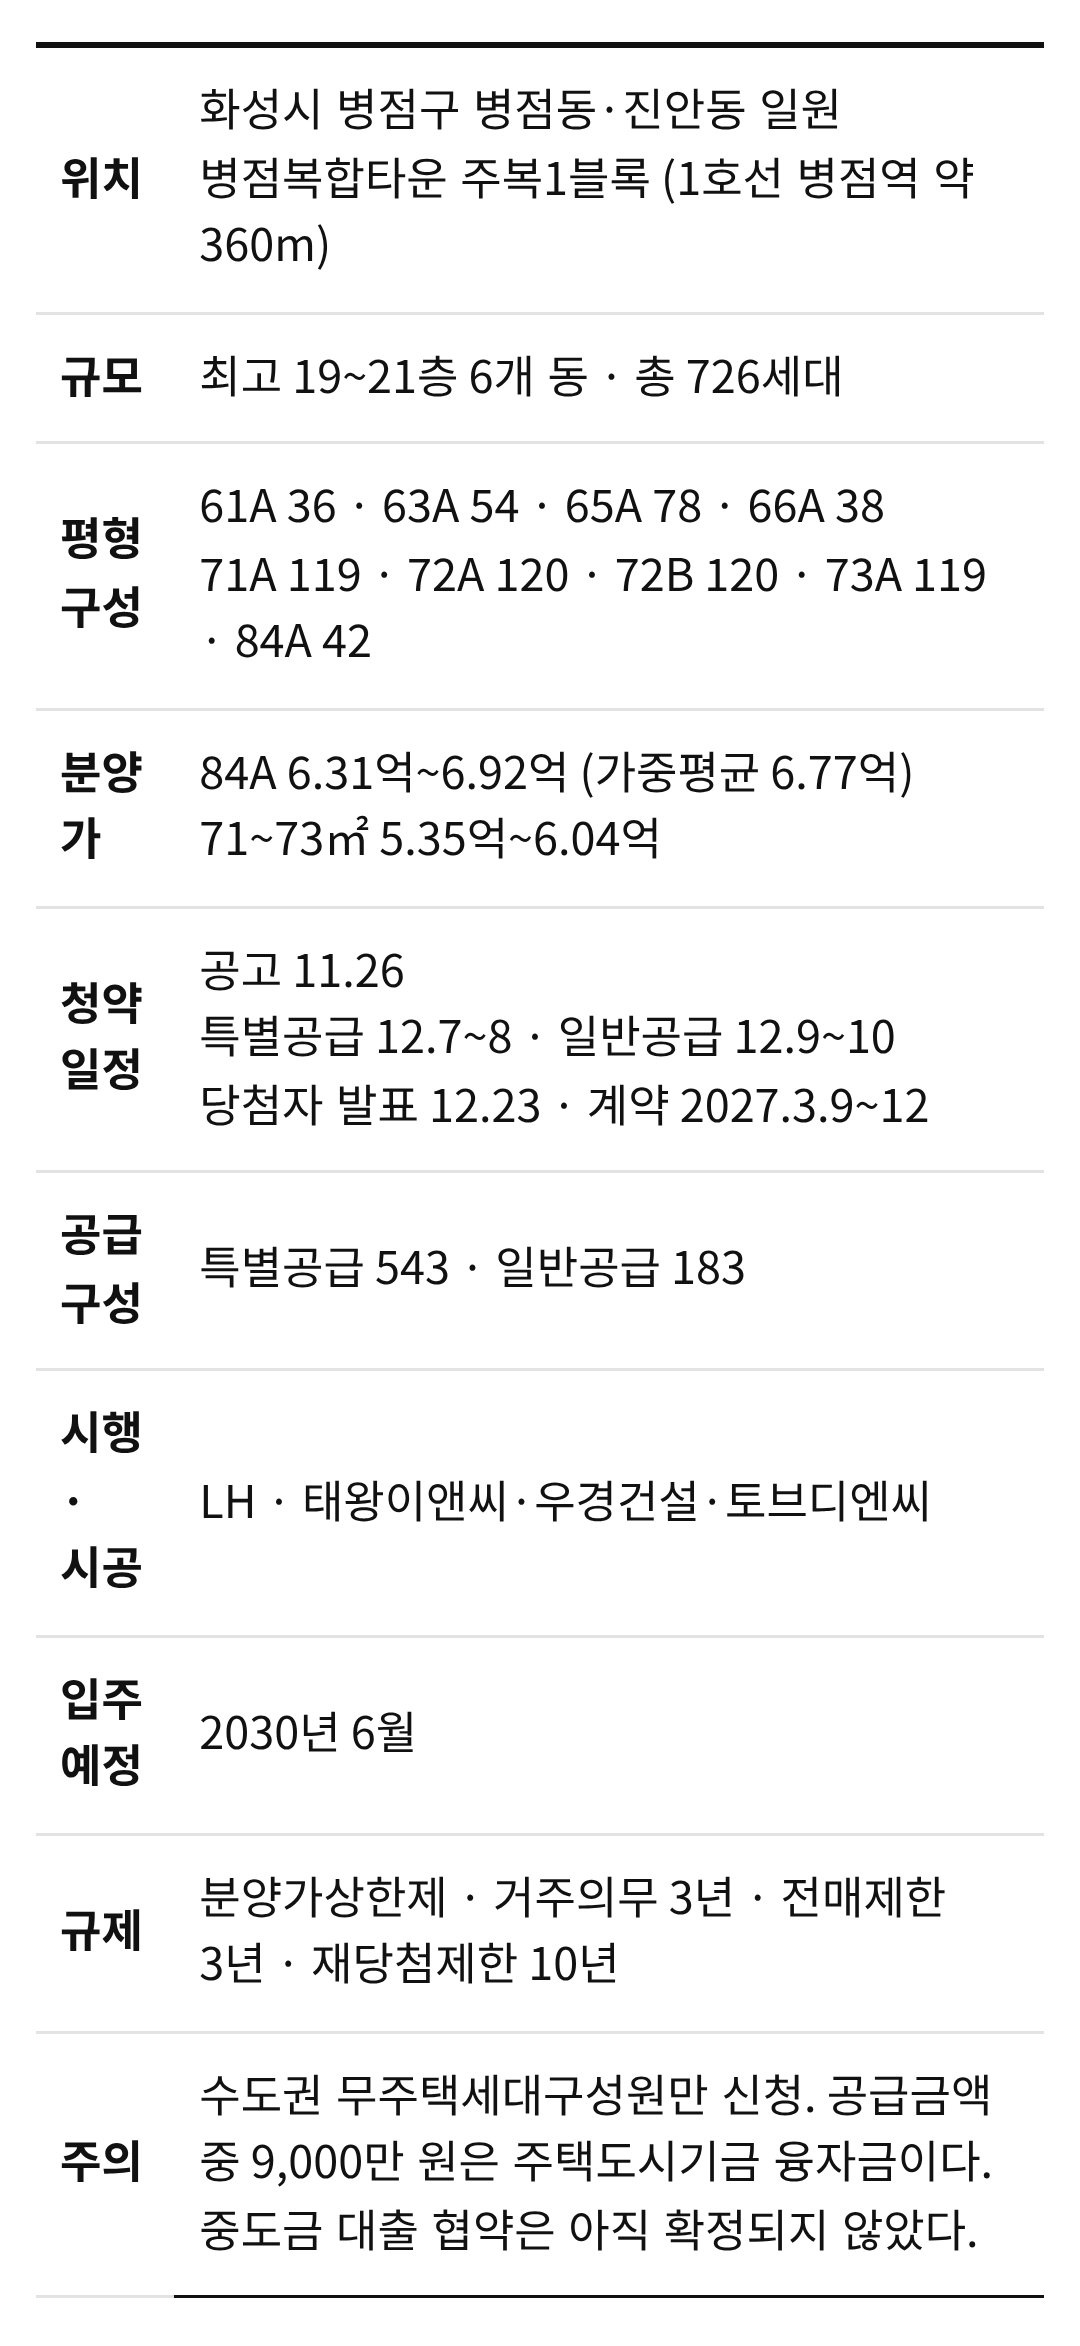 위치
화성시 병점구 병점동·진안동 일원
병점복합타운 주복1블록 (1호선 병점역 약
360m)
규모
최고 19~21층 6개 동 · 총 726세대
평형
구성
61A 36 · 63A 54 · 65A 78 · 66A 38
71A 119 · 72A 120 · 72B 120 · 73A 119
· 84A 42
분양
가
84A 6.31억~6.92억 (가중평균 6.77억)
71~73㎡ 5.35억~6.04억
청약
일정
공고 11.26
특별공급 12.7~8 · 일반공급 12.9~10
당첨자 발표 12.23 · 계약 2027.3.9~12
공급
구성
특별공급 543 · 일반공급 183
시행
·
시공
LH · 태왕이앤씨·우경건설·토브디엔씨
입주
예정
2030년 6월
규제
분양가상한제 · 거주의무 3년 · 전매제한
3년 · 재당첨제한 10년
주의
수도권 무주택세대구성원만 신청. 공급금액
중 9,000만 원은 주택도시기금 융자금이다.
중도금 대출 협약은 아직 확정되지 않았다.